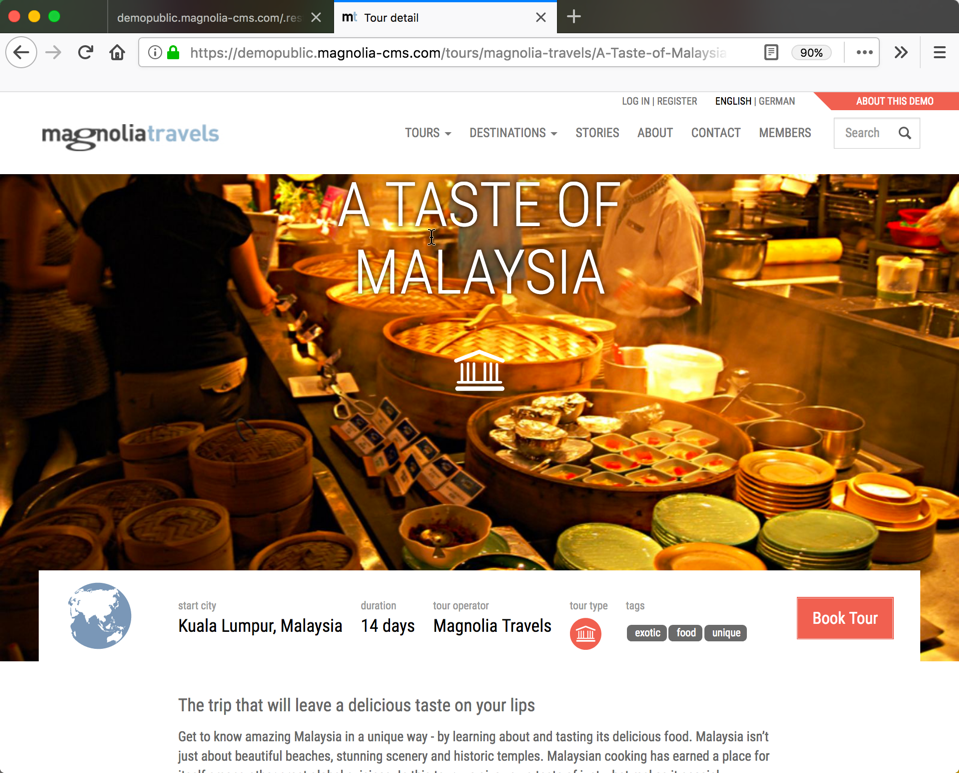 demopublic.magnolia-cms.com/.res
mt Tour detail
https://demopublic.magnolia-cms.com/tours/magnolia-travels/A-Taste-of-Malaysia
90%
LOG IN | REGISTER ENGLISH | GERMAN ABOUT THIS DEMO
magnoliatravels
TOURS DESTINATIONS STORIES ABOUT CONTACT MEMBERS Search
A TASTE OF
MALAYSIA
start city duration tour operator tour type tags
Kuala Lumpur, Malaysia 14 days Magnolia Travels
exotic food unique
Book Tour
The trip that will leave a delicious taste on your lips
Get to know amazing Malaysia in a unique way - by learning about and tasting its delicious food. Malaysia isn't
just about beautiful beaches, stunning scenery and historic temples. Malaysian cooking has earned a place for